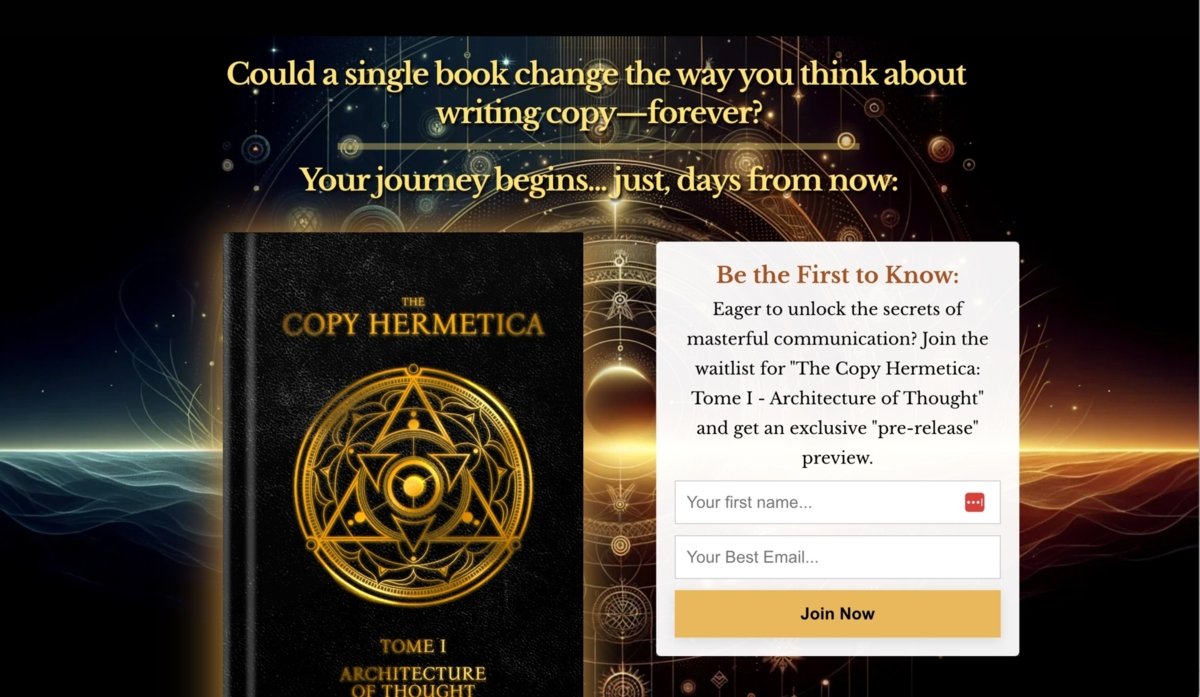 Could a single book change the way you think about
writing copy—forever?
Your journey begins... just, days from now:
THE
COPY HERMETICA
TOME I
ARCHITECTURE
OF THOUGHT
Be the First to Know:
Eager to unlock the secrets of
masterful communication? Join the
waitlist for "The Copy Hermetica:
Tome I - Architecture of Thought"
and get an exclusive "pre-release"
preview.
Your first name...
Your Best Email...
Join Now